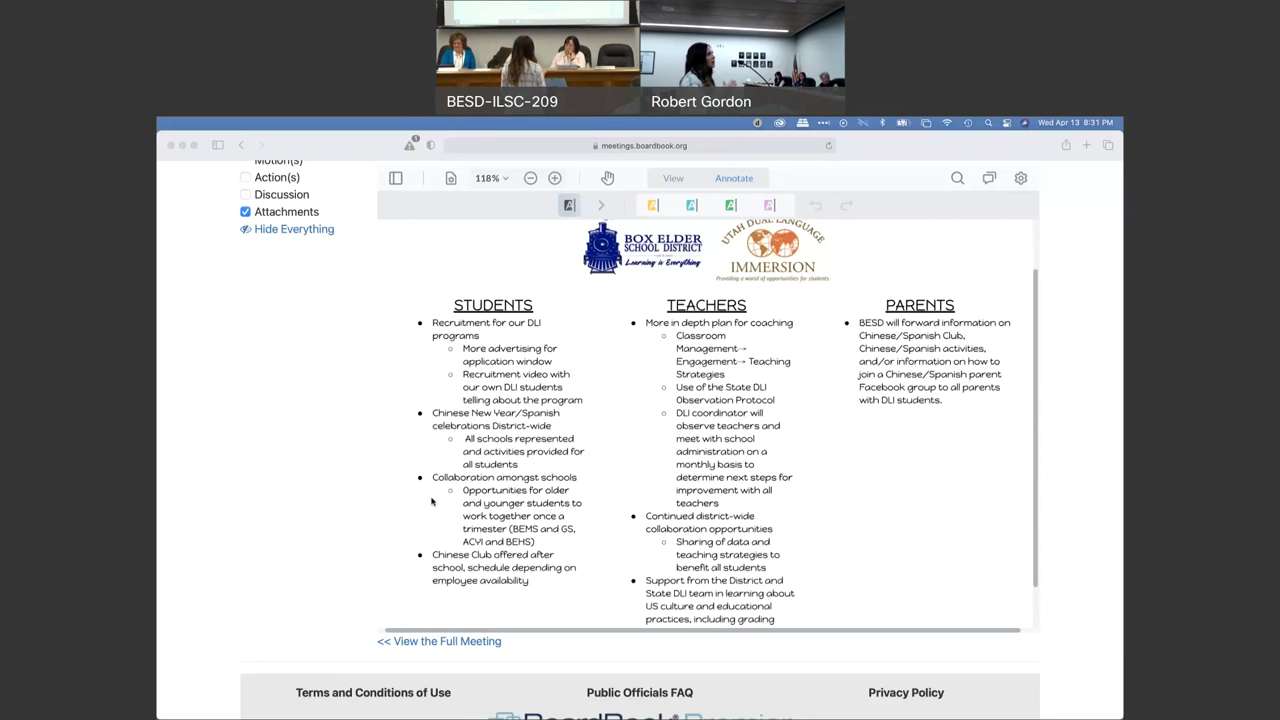 BESD-ILSC-209
Robert Gordon
Wed Apr 13 8:31 PM
meetings.boardbook.org
Motion(s)
Action(s)
Discussion
Attachments
Hide Everything
118%
View
Annotate
BOX ELDER
SCHOOL DISTRICT
Learning is Everything
UTAH DUAL LANGUAGE
IMMERSION
Providing a world of opportunities for students
STUDENTS
• Recruitment for our DLI
programs
○ More advertising for
application window
○ Recruitment video with
our own DLI students
telling about the program
• Chinese New Year/Spanish
celebrations District-wide
○ All schools represented
and activities provided for
all students
• Collaboration amongst schools
○ Opportunities for older
and younger students to
work together once a
trimester (BEMS and GS,
ACYI and BEHS)
• Chinese Club offered after
school, schedule depending on
employee availability
TEACHERS
• More in depth plan for coaching
○ Classroom
Management→
Engagement→ Teaching
Strategies
○ Use of the State DLI
Observation Protocol
○ DLI coordinator will
observe teachers and
meet with school
administration on a
monthly basis to
determine next steps for
improvement with all
teachers
• Continued district-wide
collaboration opportunities
○ Sharing of data and
teaching strategies to
benefit all students
• Support from the District and
State DLI team in learning about
US culture and educational
practices, including grading
PARENTS
• BESD will forward information on
Chinese/Spanish Club,
Chinese/Spanish activities,
and/or information on how to
join a Chinese/Spanish parent
Facebook group to all parents
with DLI students.
<< View the Full Meeting
Terms and Conditions of Use
Public Officials FAQ
Privacy Policy
BoardBook Premier